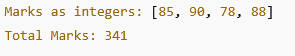 Marks as integers: [85, 90, 78, 88]
Total Marks: 341